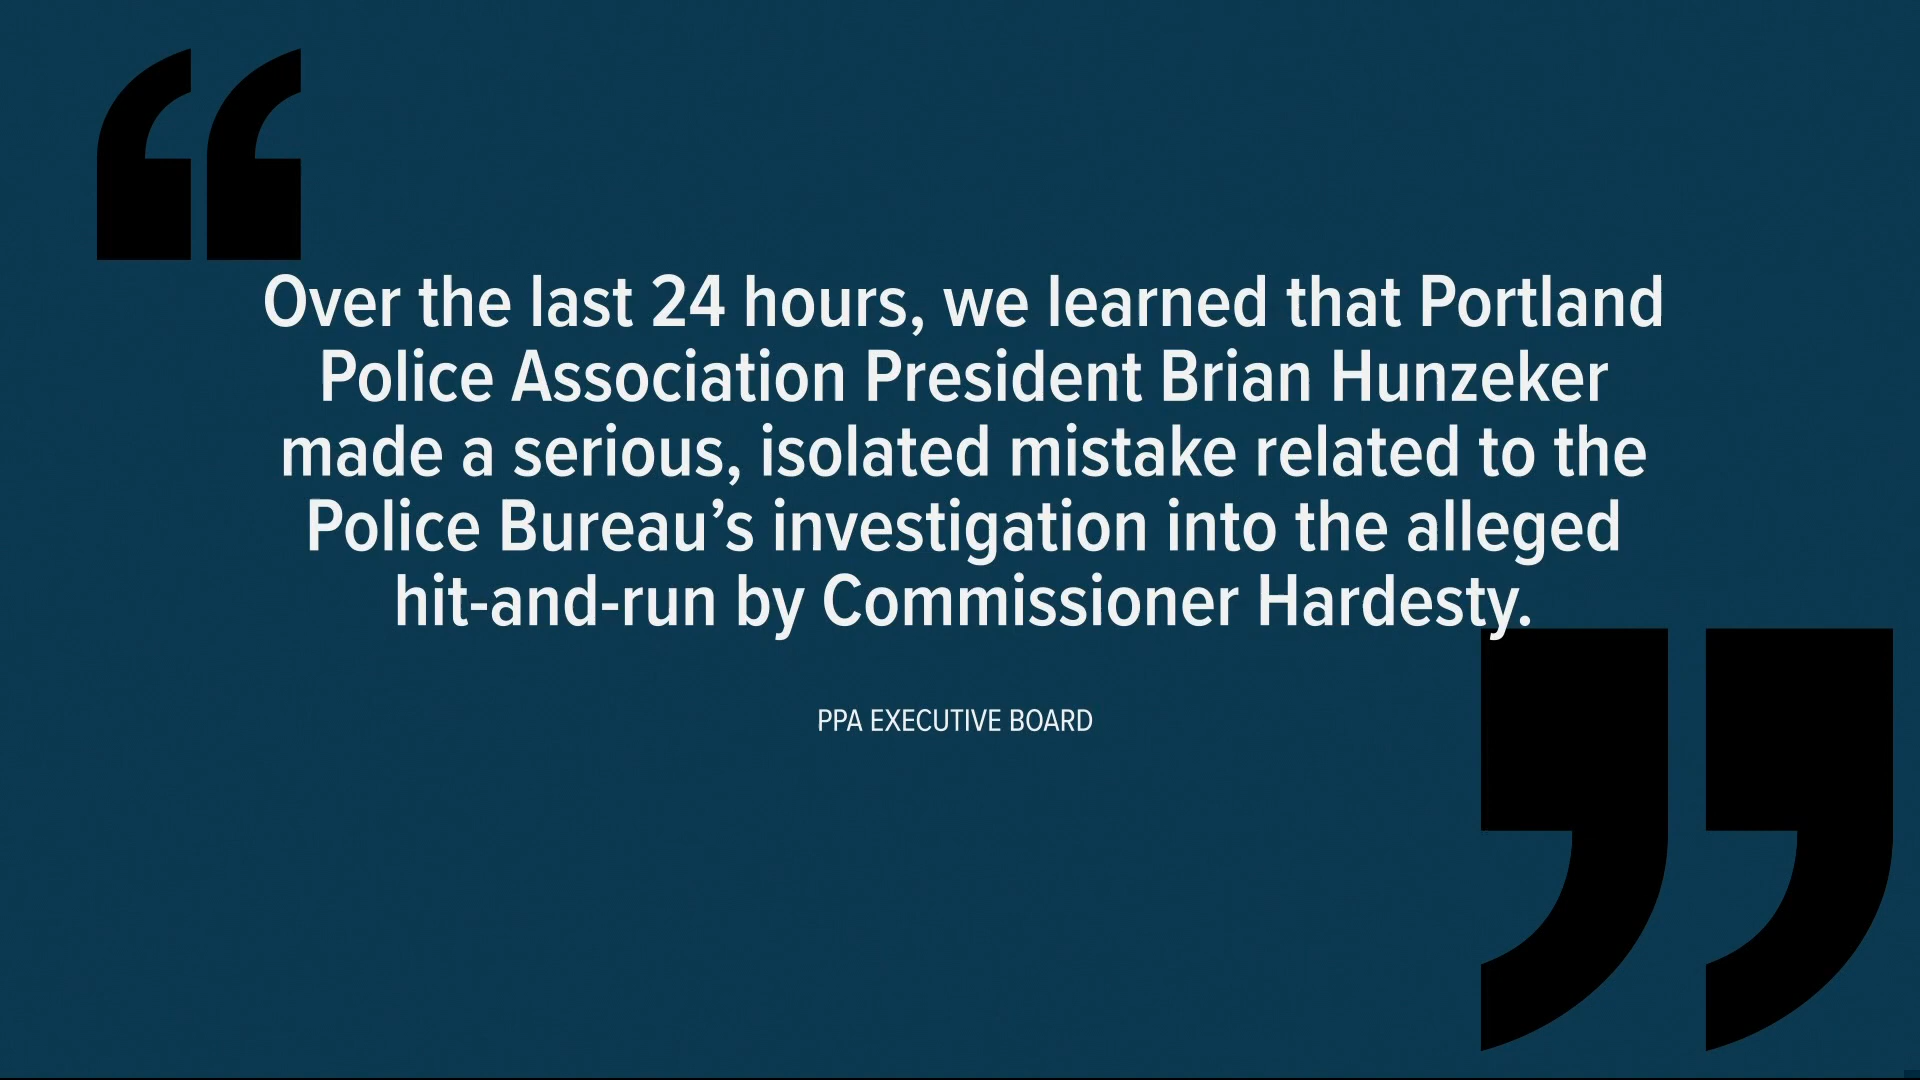 “
Over the last 24 hours, we learned that Portland
Police Association President Brian Hunzeker
made a serious, isolated mistake related to the
Police Bureau’s investigation into the alleged
hit-and-run by Commissioner Hardesty.
”
PPA EXECUTIVE BOARD